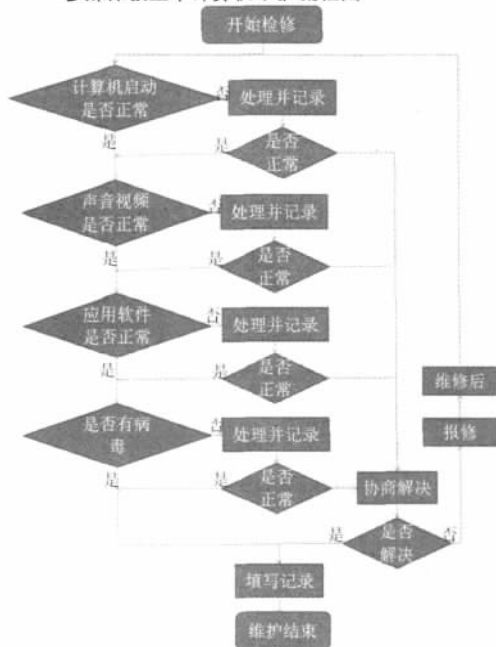 开始检修
计算机启动
是否正常
否
处理并记录
是
是
是否
正常
声音视频
是否正常
否
处理并记录
是
是
是否
正常
应用软件
是否正常
否
处理并记录
是
是
是否
正常
维修后
报修
是否有病
毒
否
处理并记录
是
是
是否
正常
协商解决
是
是否
解决
否
填写记录
维护结束